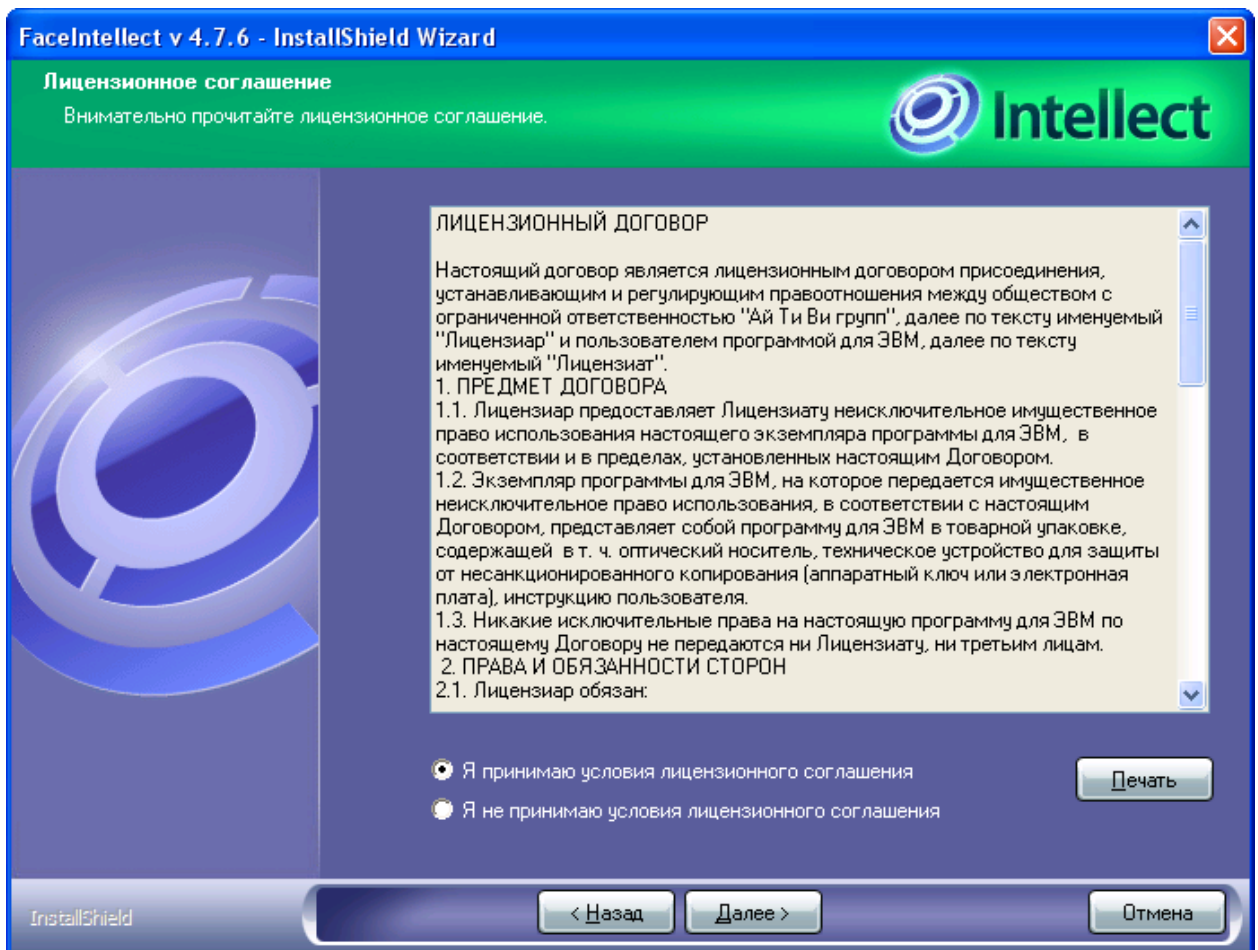 FaceIntellect v 4.7.6 - InstallShield Wizard
Лицензионное соглашение
Внимательно прочитайте лицензионное соглашение.
Intellect
ЛИЦЕНЗИОННЫЙ ДОГОВОР
Настоящий договор является лицензионным договором присоединения,
устанавливающим и регулирующим правоотношения между обществом с
ограниченной ответственностью "Ай Ти Ви групп", далее по тексту именуемый
"Лицензиар" и пользователем программой для ЭВМ, далее по тексту
именуемый "Лицензиат".
1. ПРЕДМЕТ ДОГОВОРА
1.1. Лицензиар предоставляет Лицензиату неисключительное имущественное
право использования настоящего экземпляра программы для ЭВМ, в
соответствии и в пределах, установленных настоящим Договором.
1.2. Экземпляр программы для ЭВМ, на которое передается имущественное
неисключительное право использования, в соответствии с настоящим
Договором, представляет собой программу для ЭВМ в товарной упаковке,
содержащей в т. ч. оптический носитель, техническое устройство для защиты
от несанкционированного копирования (аппаратный ключ или электронная
плата), инструкцию пользователя.
1.3. Никакие исключительные права на настоящую программу для ЭВМ по
настоящему Договору не передаются ни Лицензиату, ни третьим лицам.
2. ПРАВА И ОБЯЗАННОСТИ СТОРОН
2.1. Лицензиар обязан:
Я принимаю условия лицензионного соглашения
Печать
Я не принимаю условия лицензионного соглашения
InstallShield
< Назад
Далее >
Отмена